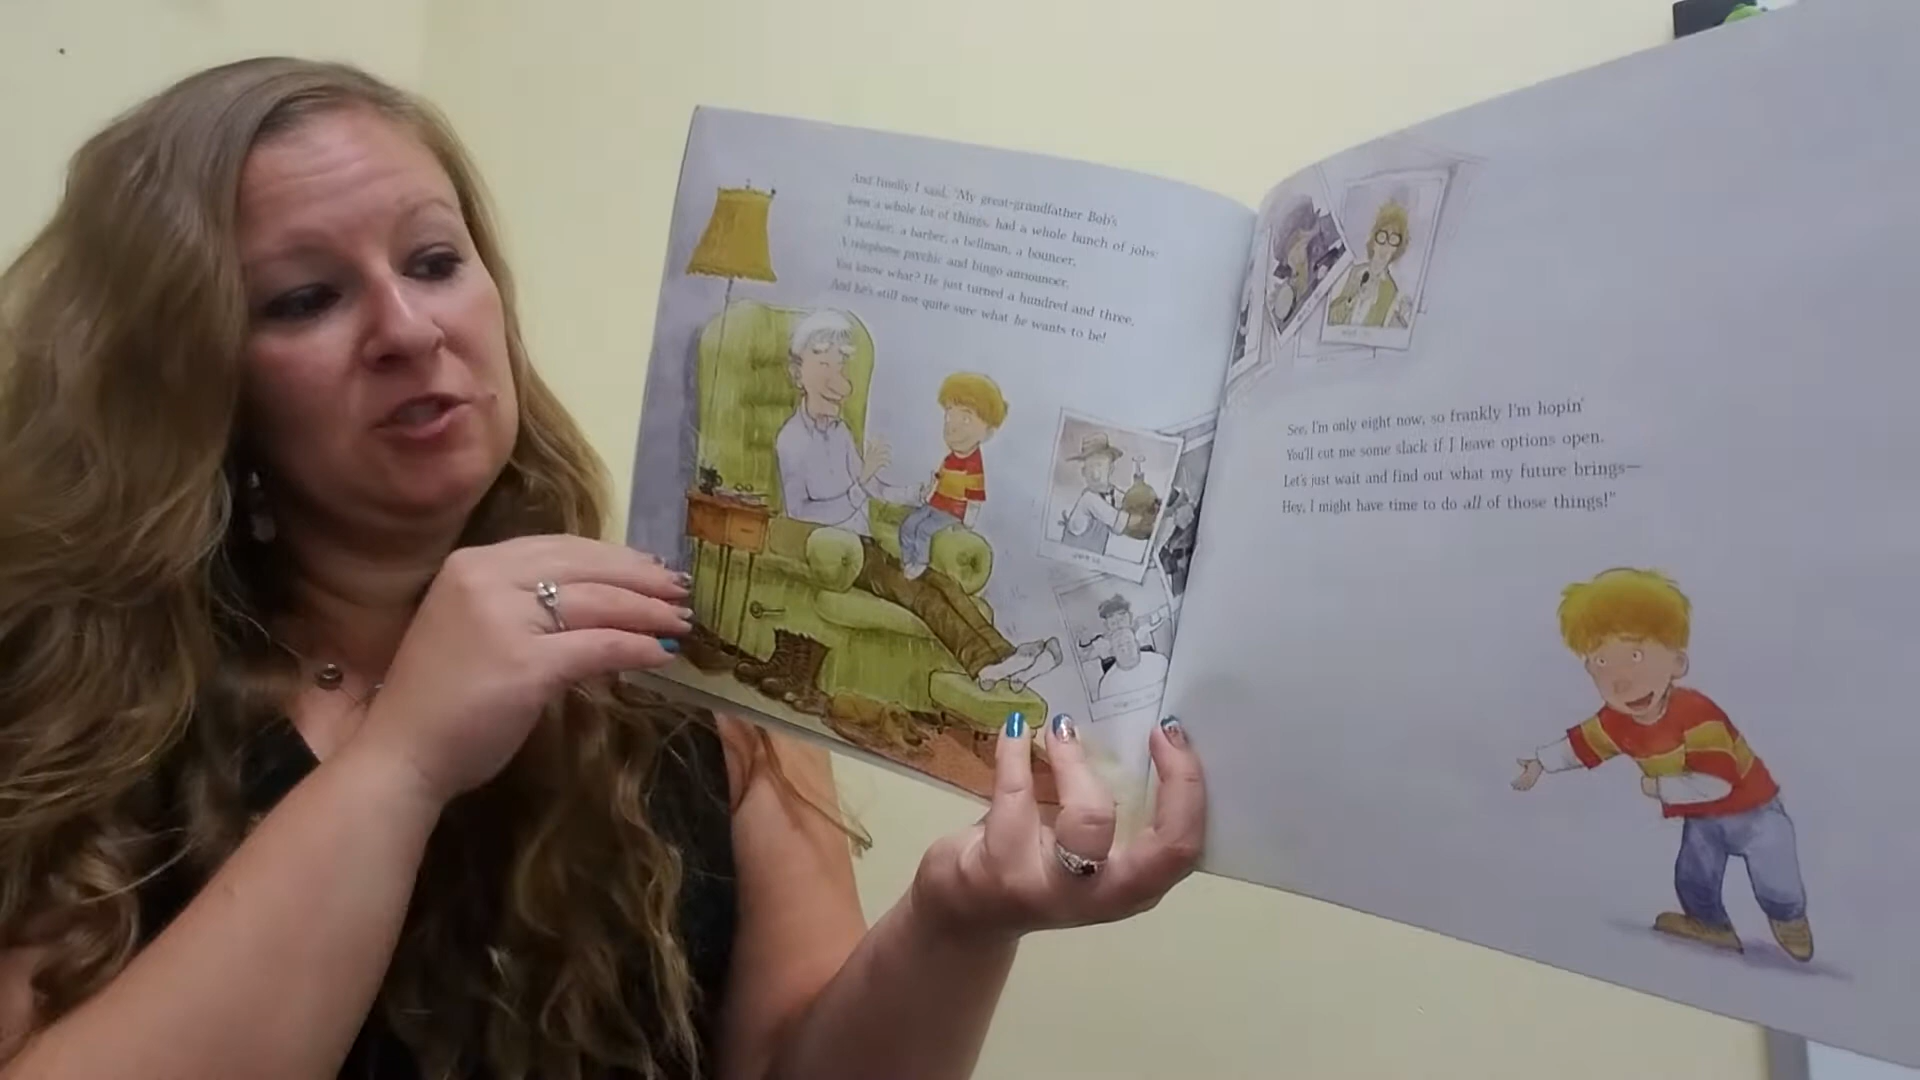 And finally I said, "My great-grandfather Bob's
Been a whole lot of things, had a whole bunch of jobs:
A butcher, a barber, a bellman, a bouncer,
A telephone psychic and bingo announcer.
You know what? He just turned a hundred and three,
And he's still not quite sure what he wants to be!
See, I'm only eight now, so frankly I'm hopin'
You'll cut me some slack if I leave options open.
Let's just wait and find out what my future brings—
Hey, I might have time to do all of those things!"